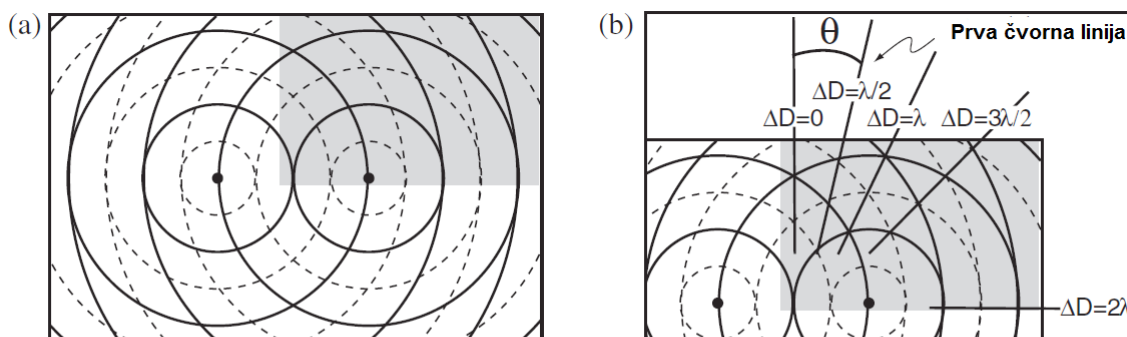 (a)
(b)
θ
Prva čvorna linija
ΔD=λ/2
ΔD=0
ΔD=λ
ΔD=3λ/2
ΔD=2λ